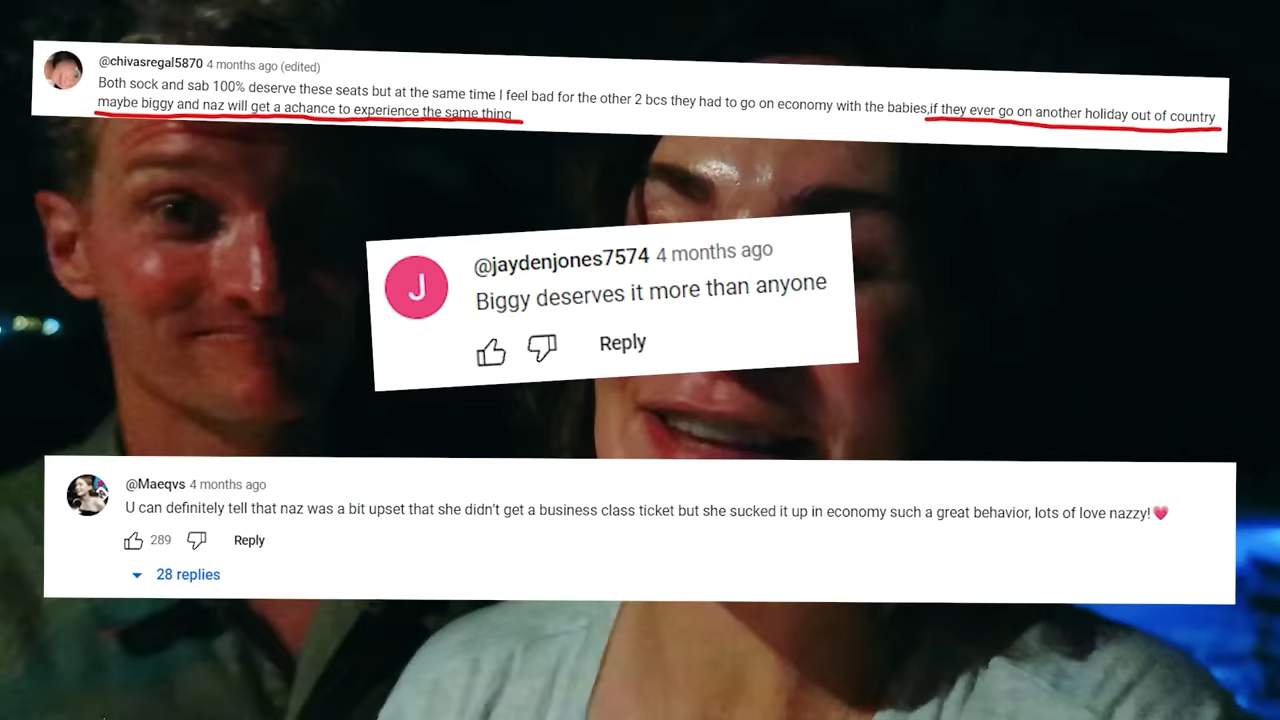 @chivasregal5870 4 months ago (edited)
Both sock and sab 100% deserve these seats but at the same time I feel bad for the other 2 bcs they had to go on economy with the babies,if they ever go on another holiday out of country
maybe biggy and naz will get a achance to experience the same thing
J
@jaydenjones7574 4 months ago
Biggy deserves it more than anyone
Reply
@Maeqvs 4 months ago
U can definitely tell that naz was a bit upset that she didn't get a business class ticket but she sucked it up in economy such a great behavior, lots of love nazzy!💗
289 Reply
28 replies